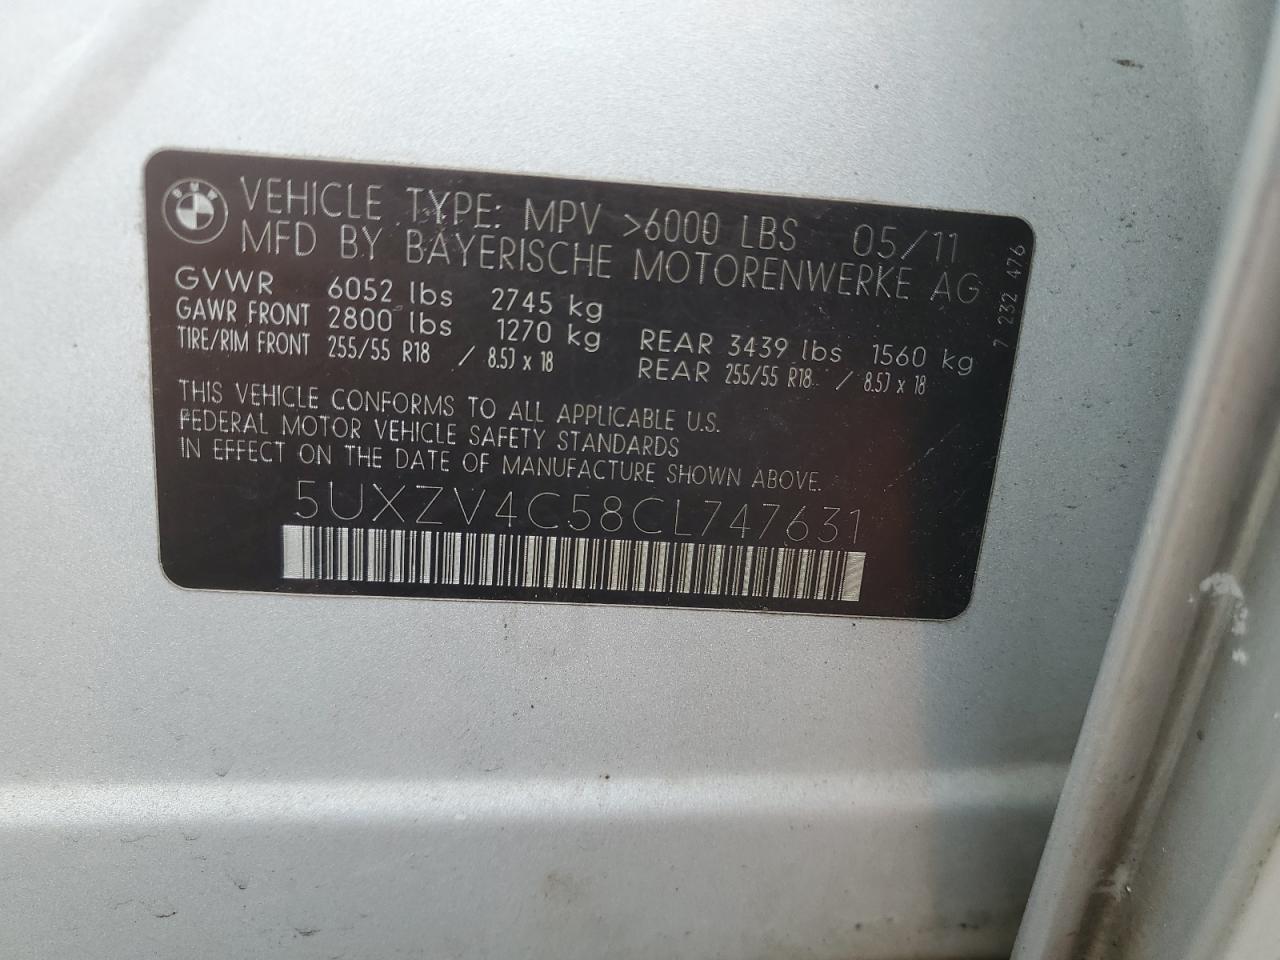 BMW
VEHICLE TYPE: MPV >6000 LBS 05/11
MFD BY BAYERISCHE MOTORENWERKE AG
GVWR 6052 lbs 2745 kg
GAWR FRONT 2800 lbs 1270 kg REAR 3439 lbs 1560 kg
TIRE/RIM FRONT 255/55 R18 / 8.5J x 18 REAR 255/55 R18 / 8.5J x 18
THIS VEHICLE CONFORMS TO ALL APPLICABLE U.S.
FEDERAL MOTOR VEHICLE SAFETY STANDARDS
IN EFFECT ON THE DATE OF MANUFACTURE SHOWN ABOVE.
5UXZV4C58CL747631
7 232 476